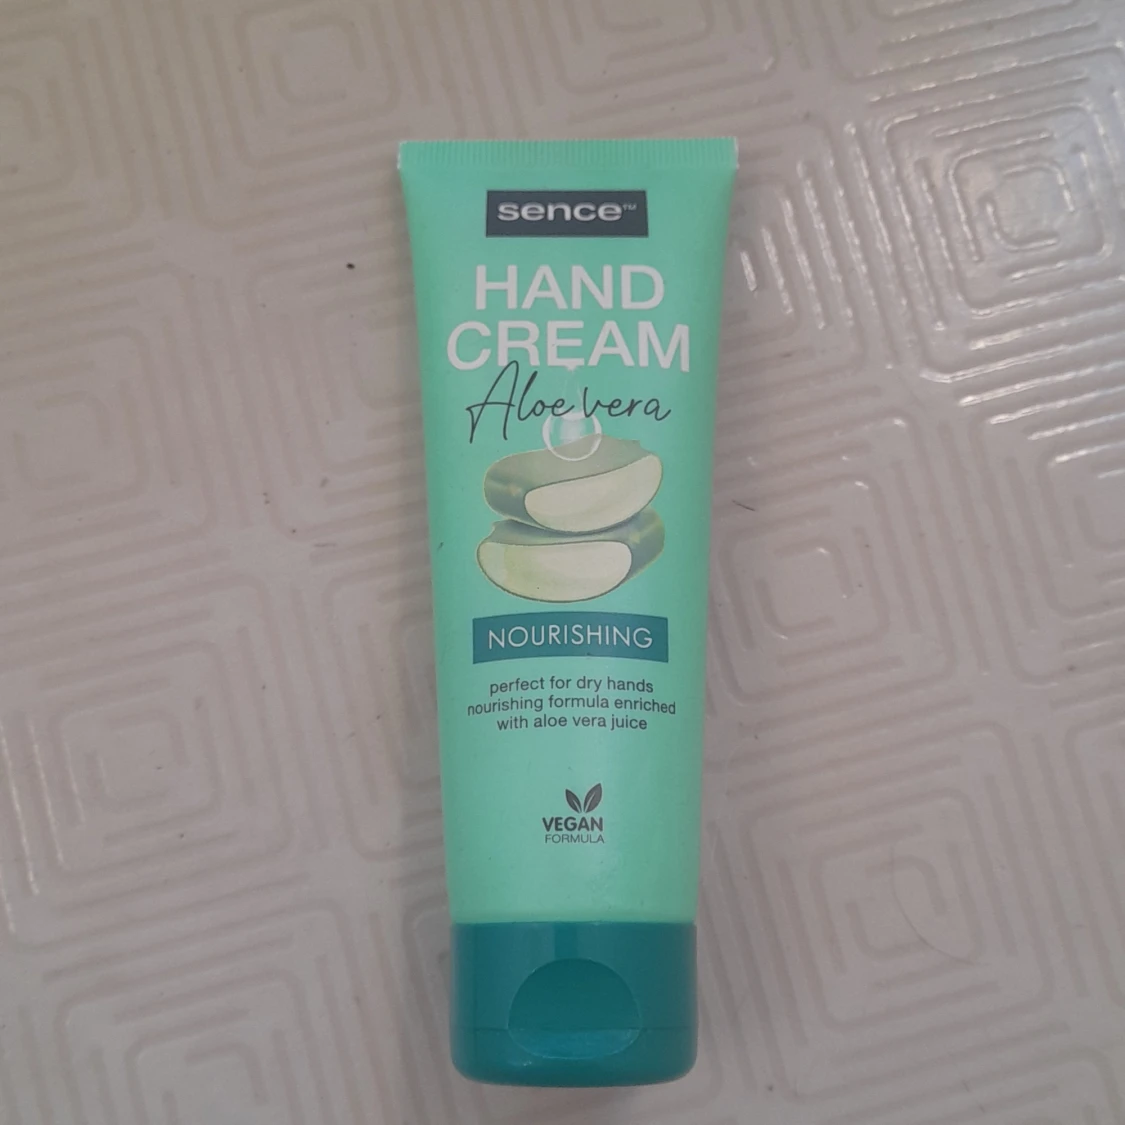 sence™
HAND
CREAM
Aloe vera
NOURISHING
perfect for dry hands
nourishing formula enriched
with aloe vera juice
VEGAN
FORMULA